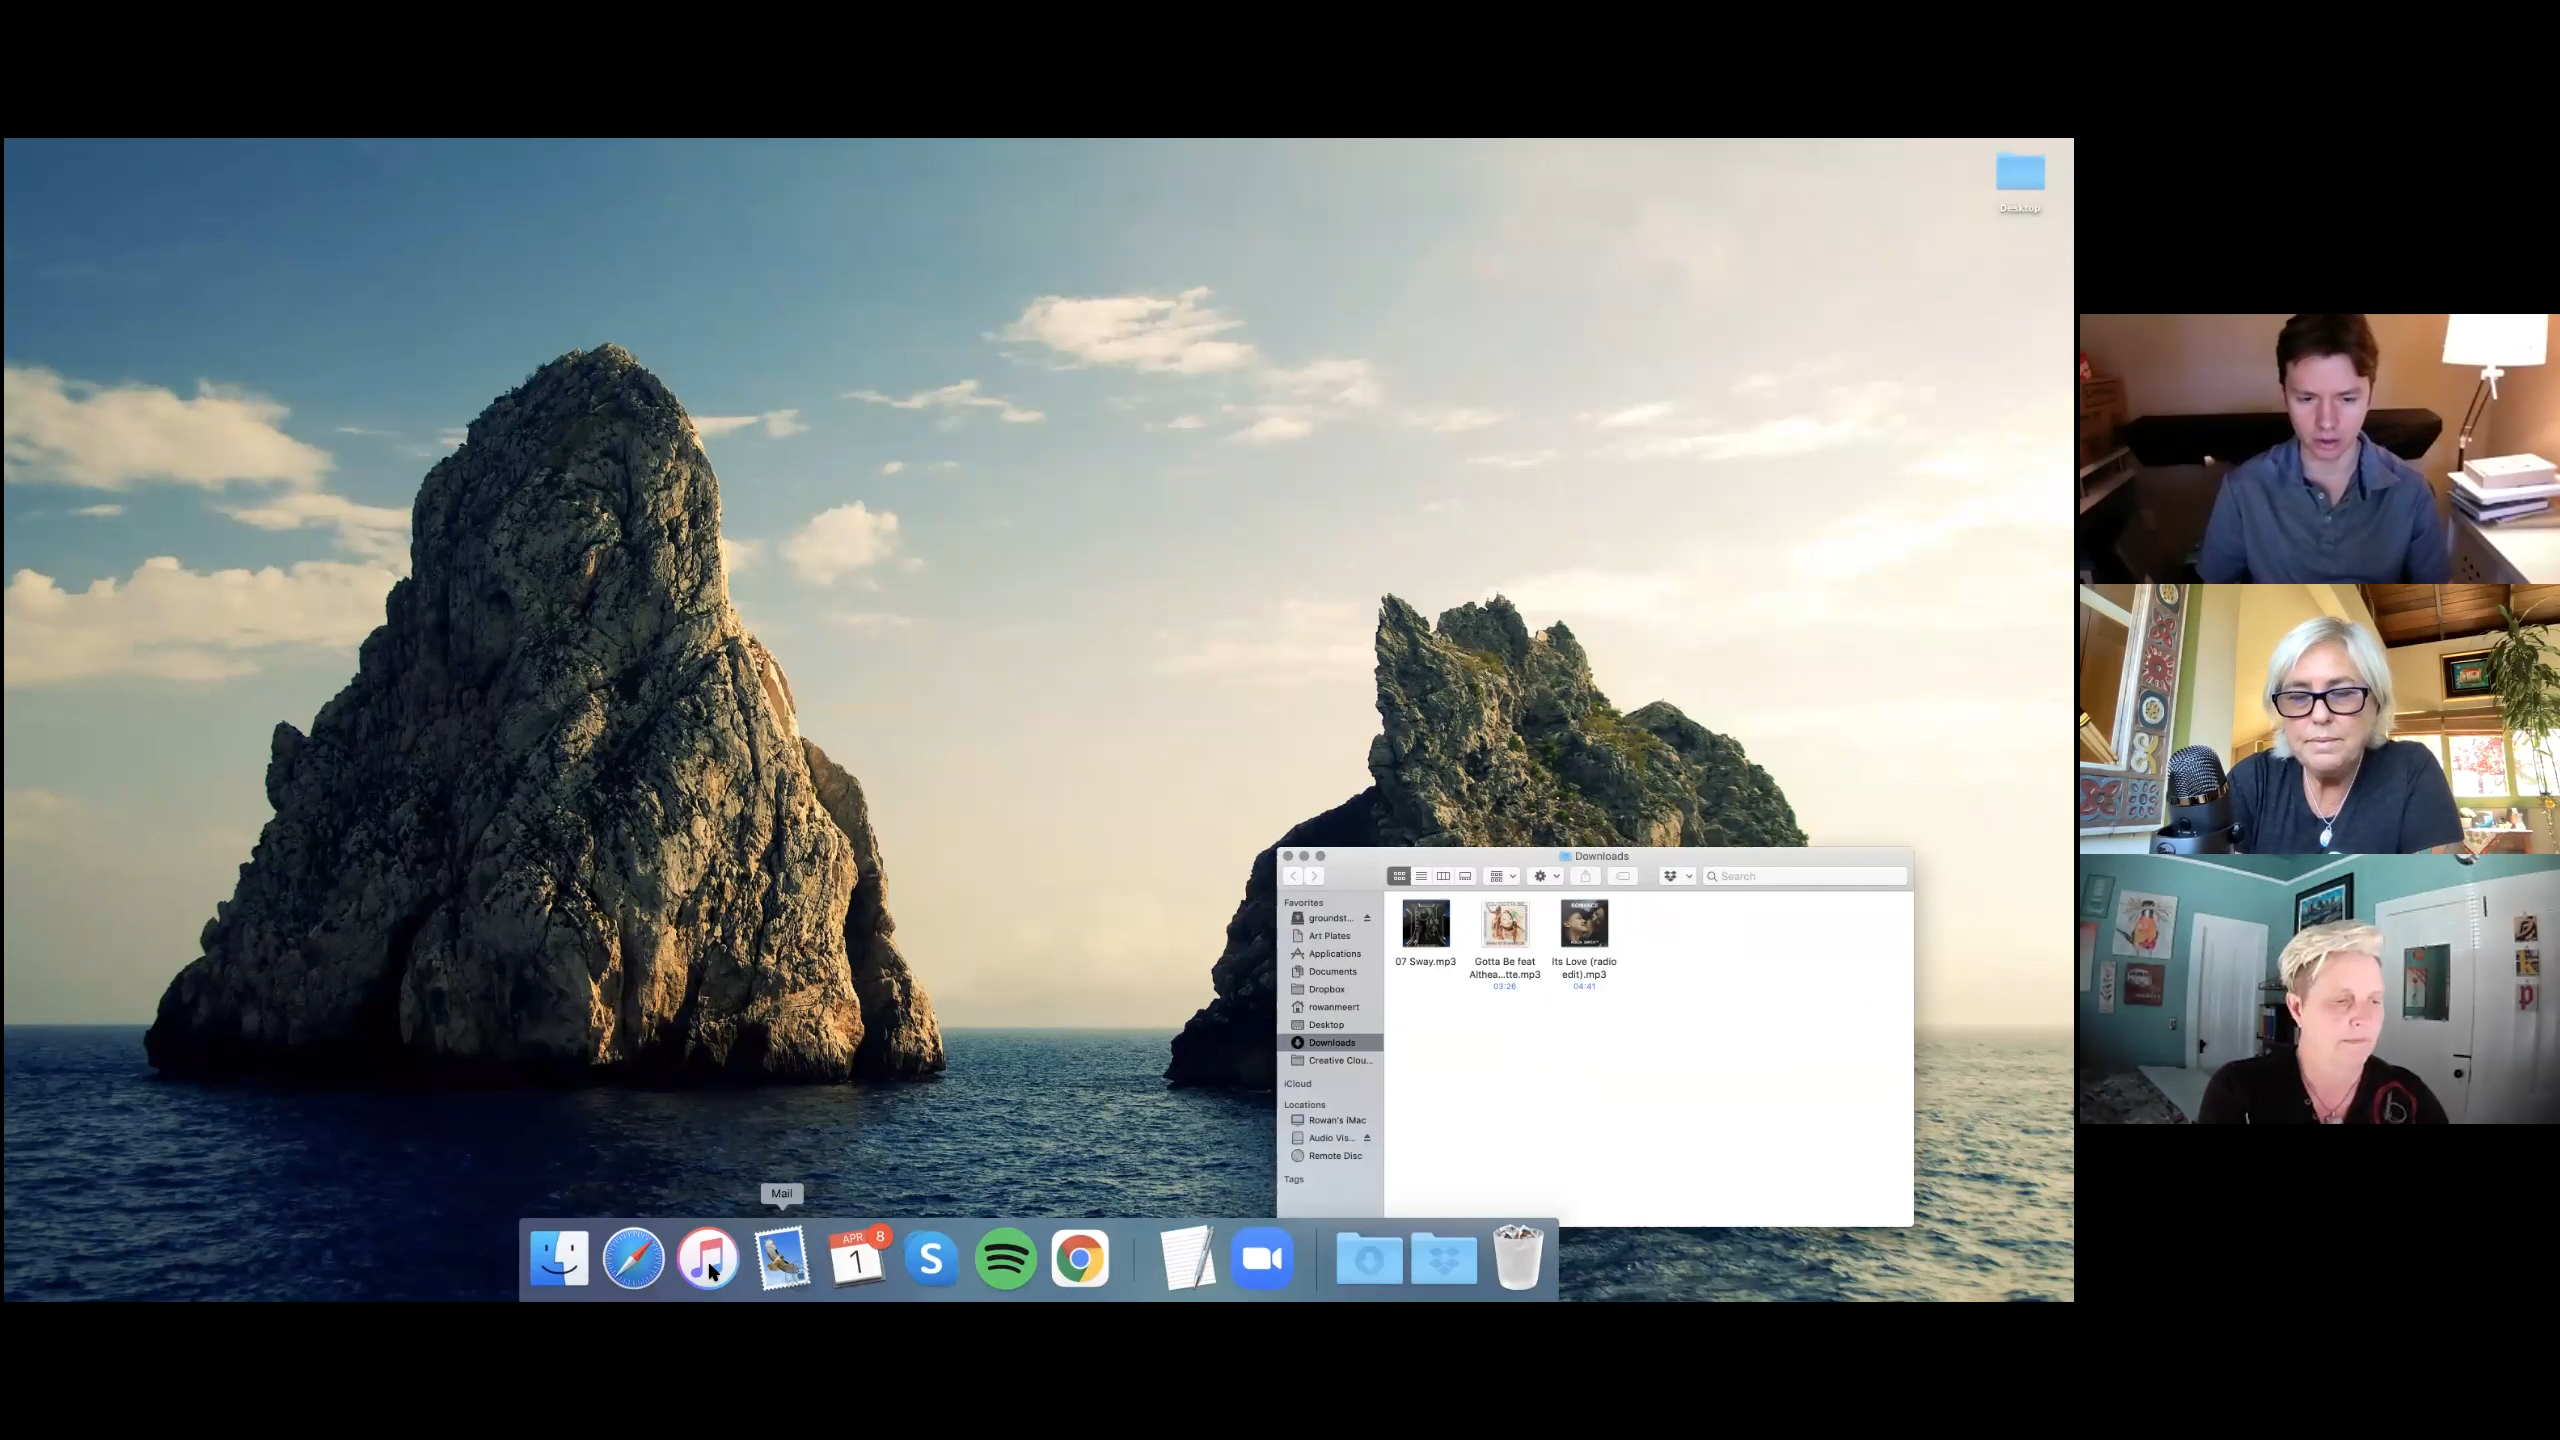 Desktop
Downloads
Search
Favorites
groundst...
Art Plates
Applications
Documents
Dropbox
rowanmeert
Desktop
Downloads
Creative Clou...
iCloud
Locations
Rowan's iMac
Audio Vis...
Remote Disc
Tags
07 Sway.mp3
Gotta Be feat
Althea...tte.mp3
03:26
Its Love (radio
edit).mp3
04:41
Mail
APR
8
1
S